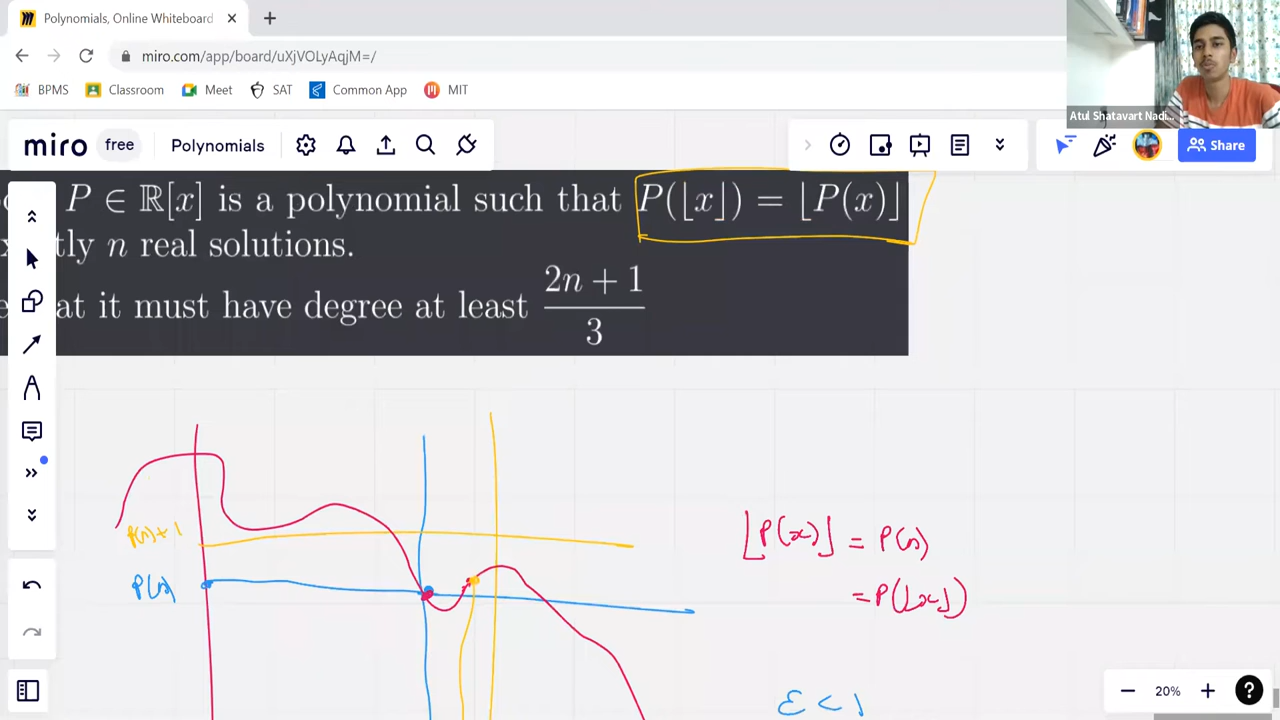 Polynomials, Online Whiteboard
miro.com/app/board/uXjVOLyAqjM=/
BPMS Classroom Meet SAT Common App MIT
Atul Shatavart Nadi...
miro free Polynomials Share
P ∈ ℝ[x] is a polynomial such that P(⌊x⌋) = ⌊P(x)⌋
tly n real solutions.
at it must have degree at least (2n + 1)/3
P(n)+1
P(n)
⌊P(x)⌋ = P(n)
= P(⌊x⌋)
ε < 1
20%